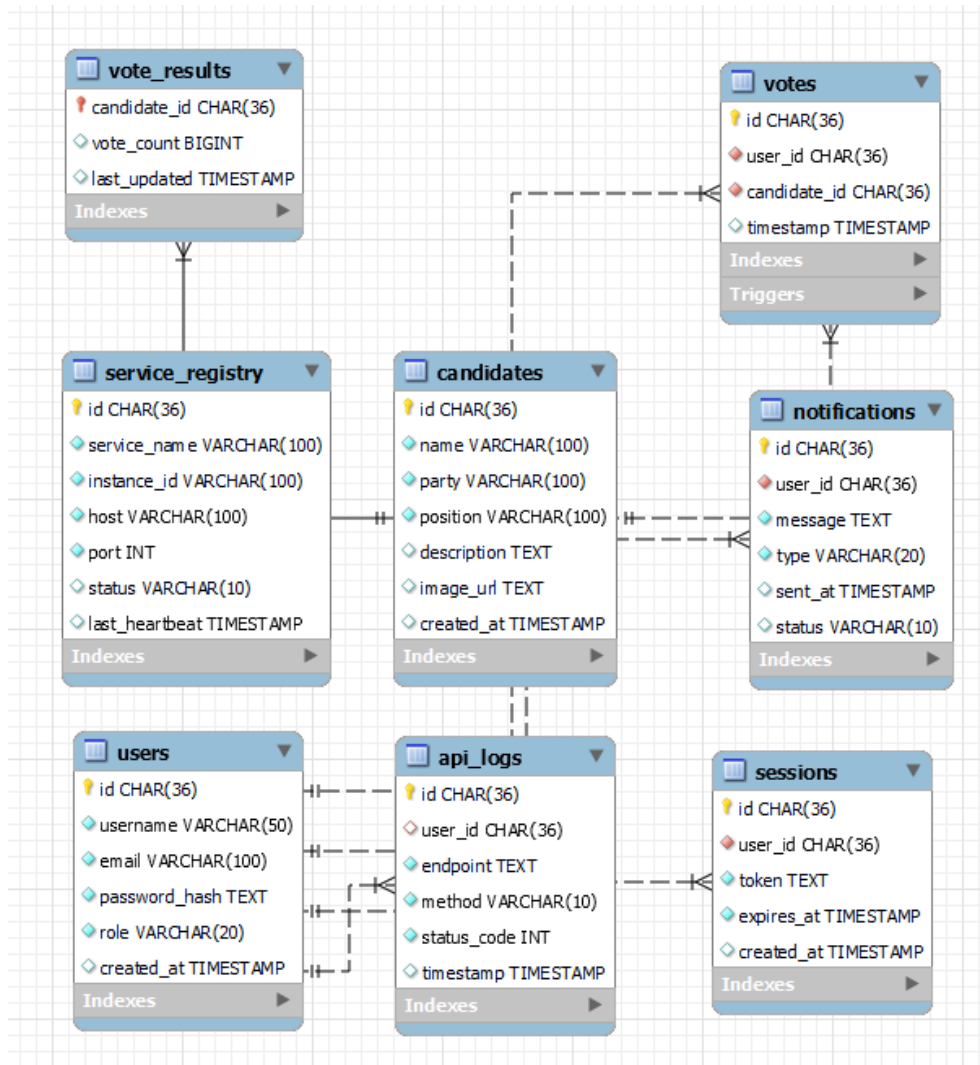 vote_results
candidate_id CHAR(36)
vote_count BIGINT
last_updated TIMESTAMP
Indexes
votes
id CHAR(36)
user_id CHAR(36)
candidate_id CHAR(36)
timestamp TIMESTAMP
Indexes
Triggers
service_registry
id CHAR(36)
service_name VARCHAR(100)
instance_id VARCHAR(100)
host VARCHAR(100)
port INT
status VARCHAR(10)
last_heartbeat TIMESTAMP
Indexes
candidates
id CHAR(36)
name VARCHAR(100)
party VARCHAR(100)
position VARCHAR(100)
description TEXT
image_url TEXT
created_at TIMESTAMP
Indexes
notifications
id CHAR(36)
user_id CHAR(36)
message TEXT
type VARCHAR(20)
sent_at TIMESTAMP
status VARCHAR(10)
Indexes
users
id CHAR(36)
username VARCHAR(50)
email VARCHAR(100)
password_hash TEXT
role VARCHAR(20)
created_at TIMESTAMP
Indexes
api_logs
id CHAR(36)
user_id CHAR(36)
endpoint TEXT
method VARCHAR(10)
status_code INT
timestamp TIMESTAMP
Indexes
sessions
id CHAR(36)
user_id CHAR(36)
token TEXT
expires_at TIMESTAMP
created_at TIMESTAMP
Indexes